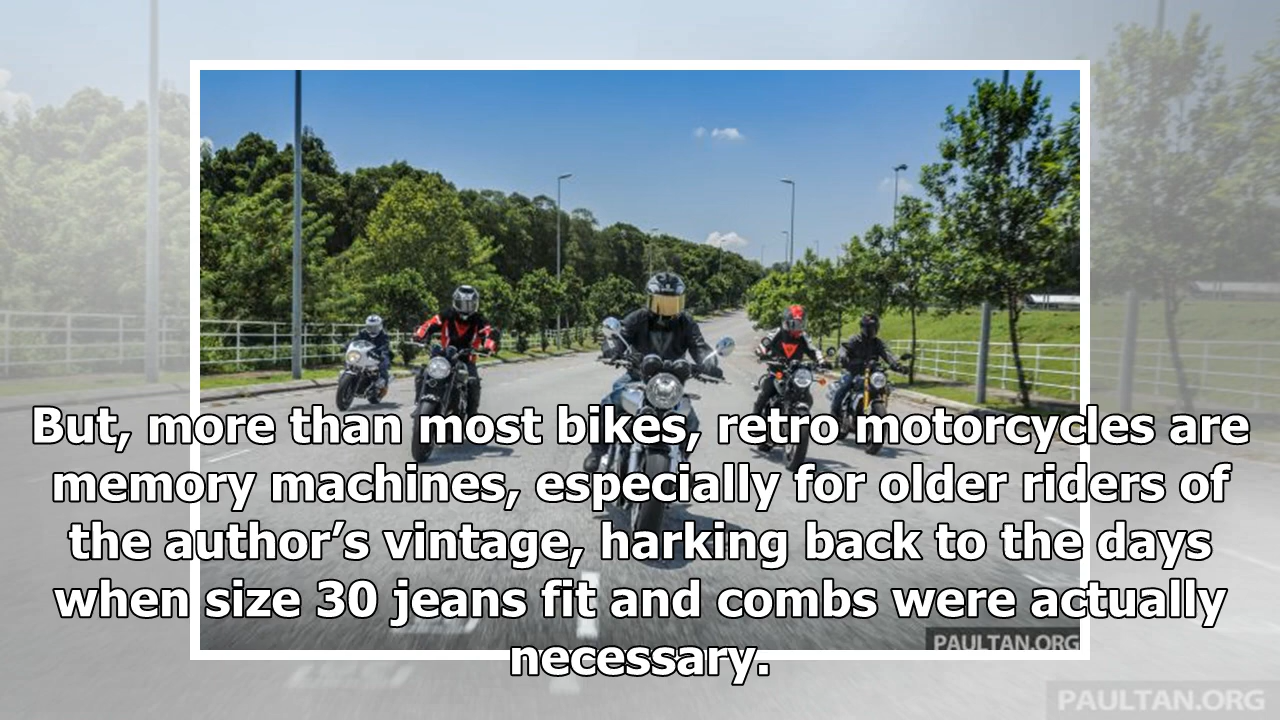 But, more than most bikes, retro motorcycles are
memory machines, especially for older riders of
the author’s vintage, harking back to the days
when size 30 jeans fit and combs were actually
necessary.
PAULTAN.ORG
PAULTAN.ORG